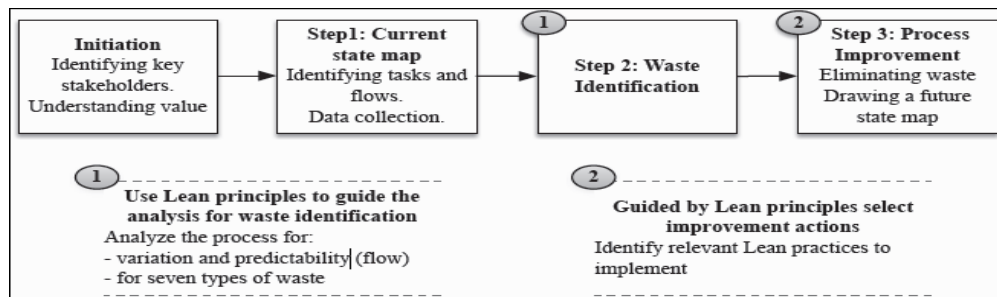 Initiation
Identifying key
stakeholders.
Understanding value
Step1: Current
state map
Identifying tasks and
flows.
Data collection.
1
Step 2: Waste
Identification
2
Step 3: Process
Improvement
Eliminating waste
Drawing a future
state map
1
Use Lean principles to guide the
analysis for waste identification
Analyze the process for:
- variation and predictability (flow)
- for seven types of waste
2
Guided by Lean principles select
improvement actions
Identify relevant Lean practices to
implement